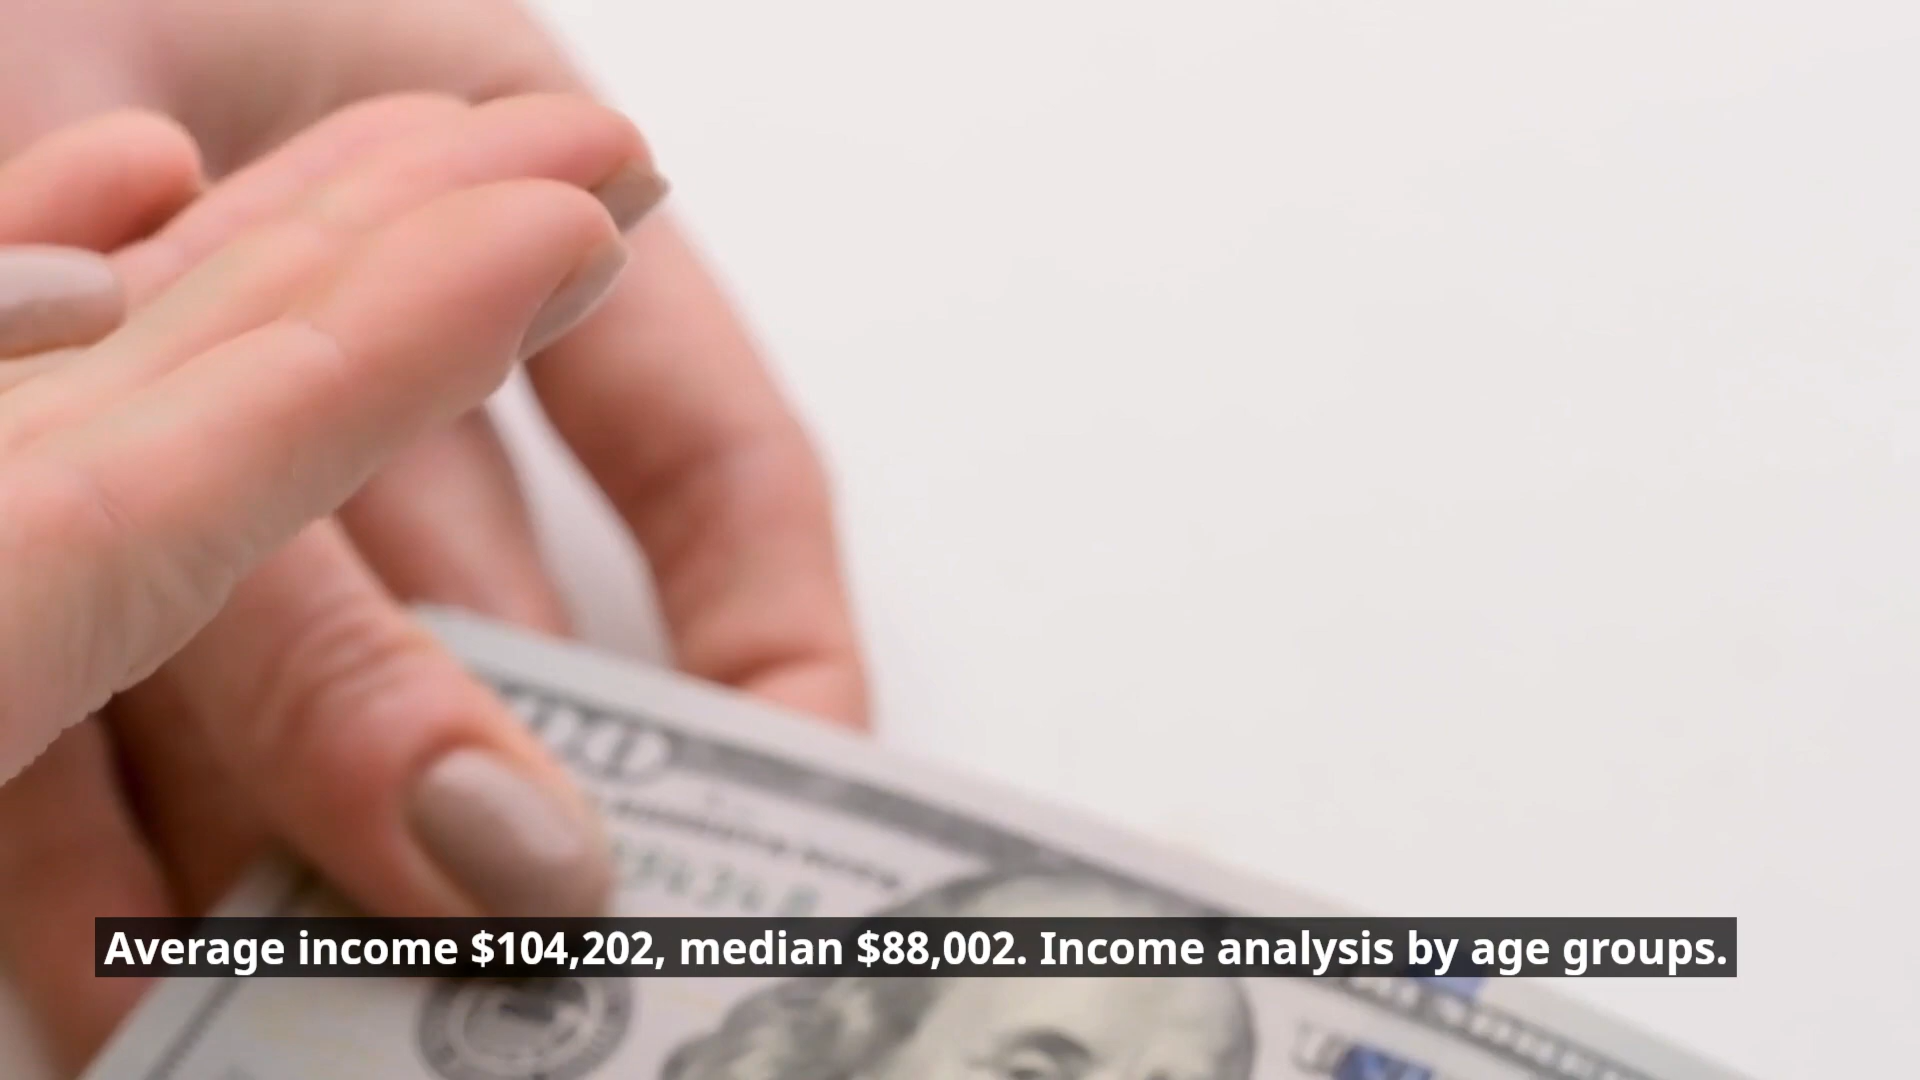 Average income $104,202, median $88,002. Income analysis by age groups.